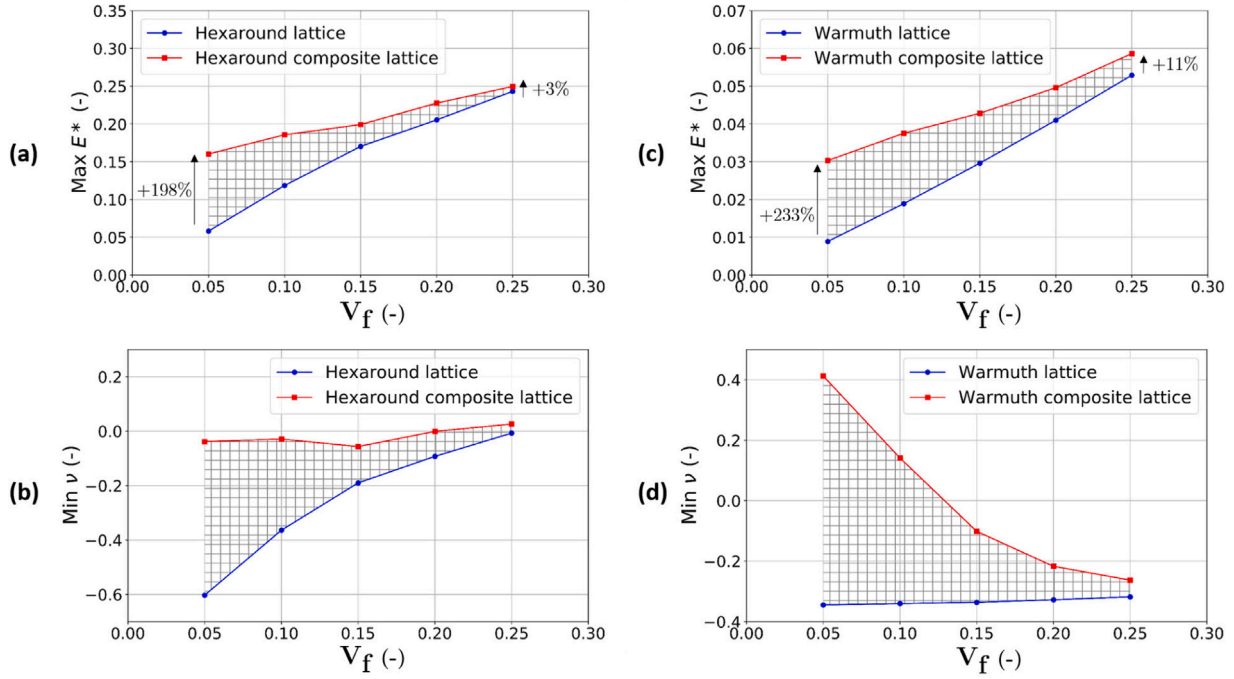 (a)
Max E* (-)
0.35
0.30
0.25
0.20
0.15
0.10
0.05
0.00
Hexaround lattice
Hexaround composite lattice
+198%
+3%
0.00 0.05 0.10 0.15 0.20 0.25 0.30
Vf (-)
(c)
Max E* (-)
0.07
0.06
0.05
0.04
0.03
0.02
0.01
0.00
Warmuth lattice
Warmuth composite lattice
+233%
+11%
0.00 0.05 0.10 0.15 0.20 0.25 0.30
Vf (-)
(b)
Min ν (-)
0.2
0.0
−0.2
−0.4
−0.6
Hexaround lattice
Hexaround composite lattice
0.00 0.05 0.10 0.15 0.20 0.25 0.30
Vf (-)
(d)
Min ν (-)
0.4
0.2
0.0
−0.2
−0.4
Warmuth lattice
Warmuth composite lattice
0.00 0.05 0.10 0.15 0.20 0.25 0.30
Vf (-)